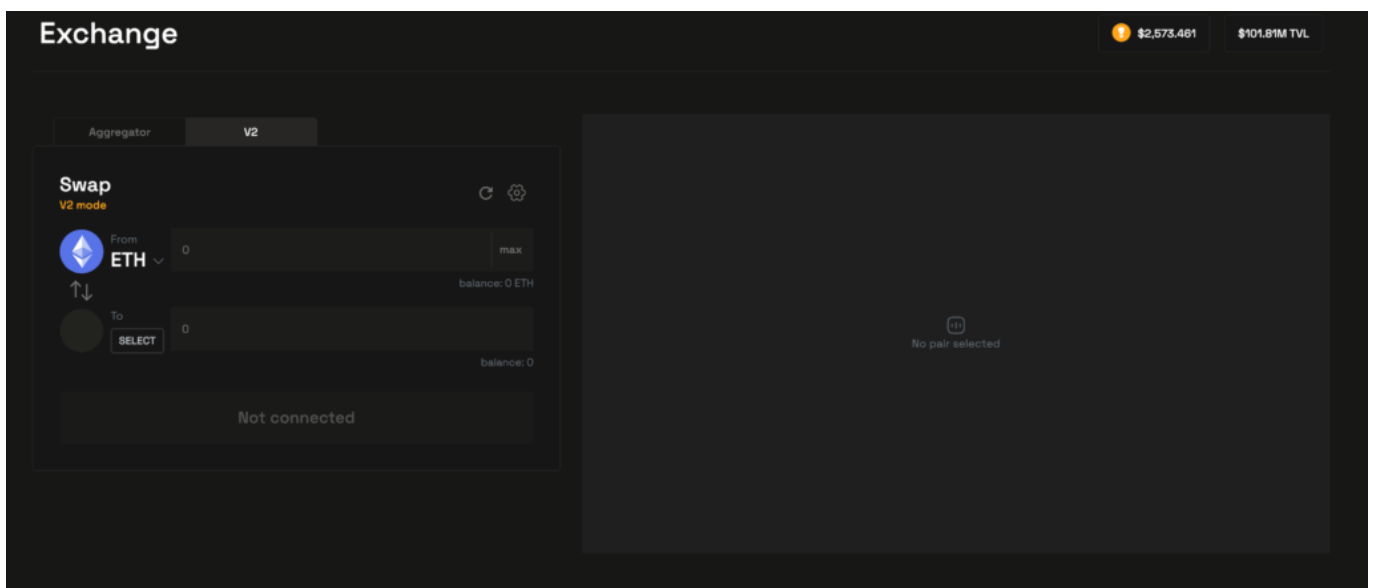 Exchange
$2,573.461
$101.81M TVL
Aggregator
V2
Swap
V2 mode
From
ETH
0
max
balance: 0 ETH
To
SELECT
0
balance: 0
Not connected
No pair selected